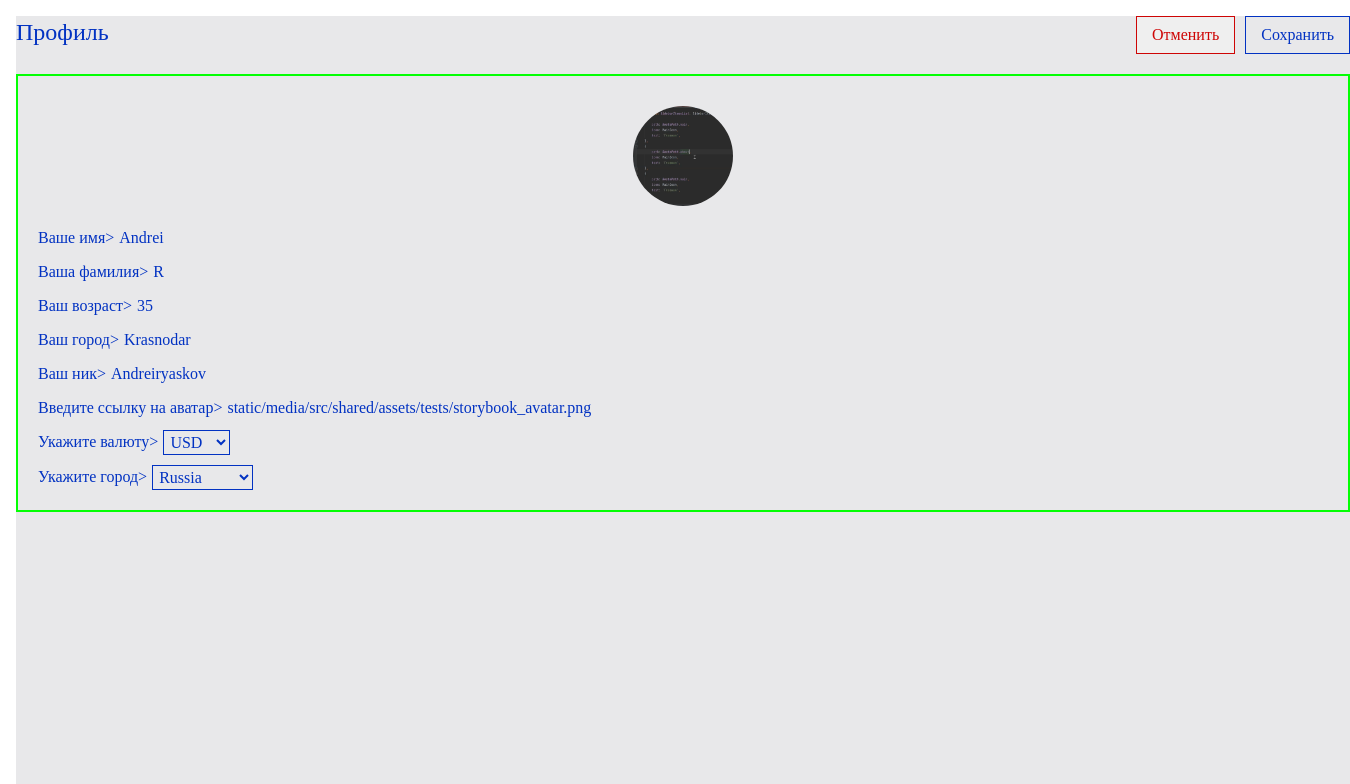 Профиль
Отменить
Сохранить
Ваше имя> Andrei
Ваша фамилия> R
Ваш возраст> 35
Ваш город> Krasnodar
Ваш ник> Andreiryaskov
Введите ссылку на аватар> static/media/src/shared/assets/tests/storybook_avatar.png
Укажите валюту> USD
Укажите город> Russia